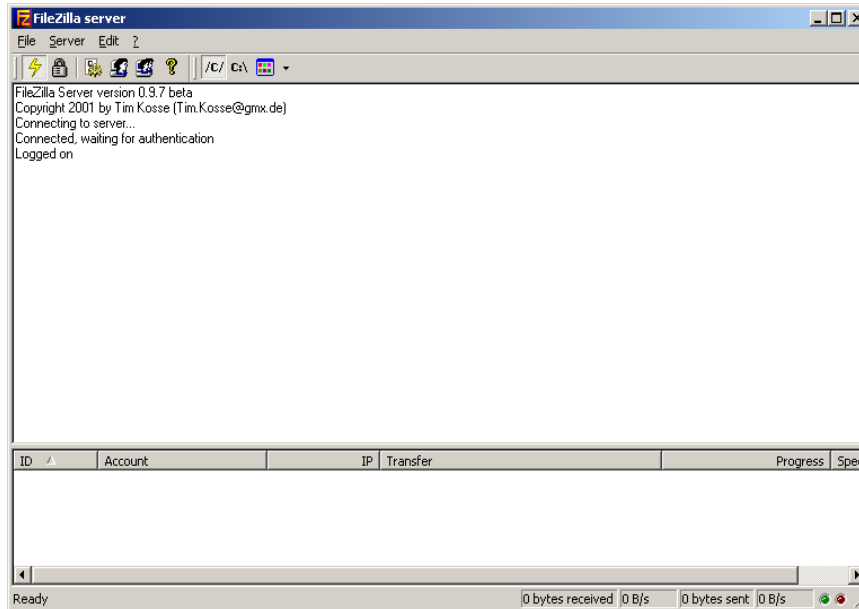 FileZilla server
File Server Edit ?
/C/ C:\
FileZilla Server version 0.9.7 beta
Copyright 2001 by Tim Kosse (Tim.Kosse@gmx.de)
Connecting to server...
Connected, waiting for authentication
Logged on
ID Account IP Transfer Progress Spee
Ready 0 bytes received 0 B/s 0 bytes sent 0 B/s